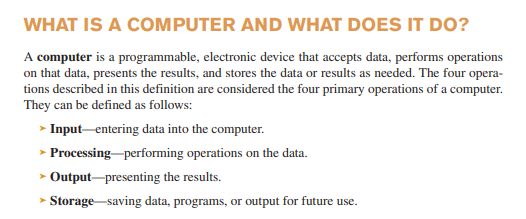 WHAT IS A COMPUTER AND WHAT DOES IT DO?
A computer is a programmable, electronic device that accepts data, performs operations
on that data, presents the results, and stores the data or results as needed. The four opera-
tions described in this definition are considered the four primary operations of a computer.
They can be defined as follows:
➤ Input—entering data into the computer.
➤ Processing—performing operations on the data.
➤ Output—presenting the results.
➤ Storage—saving data, programs, or output for future use.